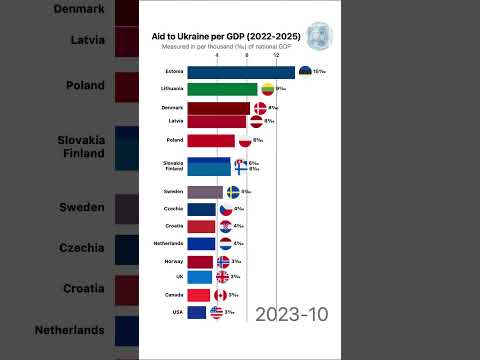 Aid to Ukraine per GDP (2022-2025)
Measured in per thousand (‰) of national GDP
4 8 12
Estonia 15‰
Lithuania 9‰
Denmark 8‰
Latvia 8‰
Poland 6‰
Slovakia 6‰
Finland 6‰
Sweden 5‰
Czechia 4‰
Croatia 4‰
Netherlands 4‰
Norway 3‰
UK 3‰
Canada 3‰
USA 3‰
2023-10
Denmark
Latvia
Poland
Slovakia
Finland
Sweden
Czechia
Croatia
Netherlands